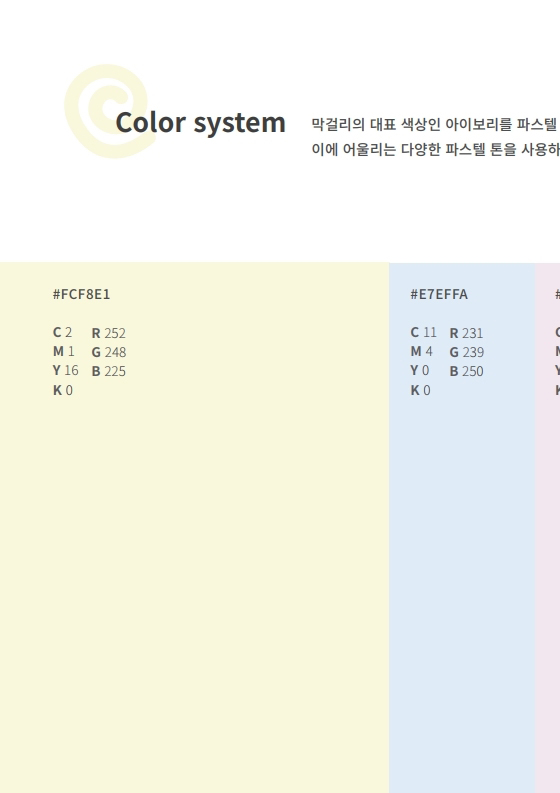 Color system
막걸리의 대표 색상인 아이보리를 파스텔
이에 어울리는 다양한 파스텔 톤을 사용하
#FCF8E1
C 2 R 252
M 1 G 248
Y 16 B 225
K 0
#E7EFFA
C 11 R 231
M 4 G 239
Y 0 B 250
K 0
#